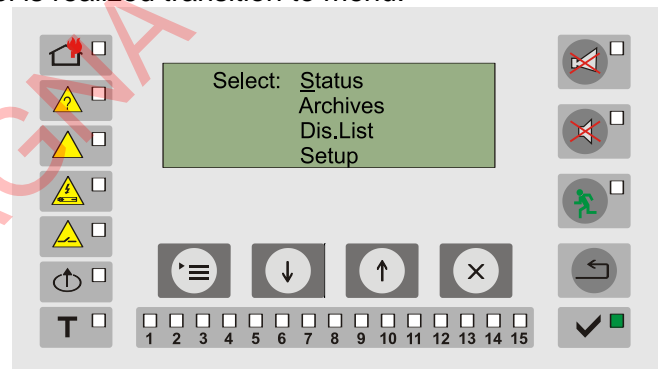 is realized transition to menu.
Select: Status
Archives
Dis.List
Setup
?
T
1 2 3 4 5 6 7 8 9 10 11 12 13 14 15
GNA